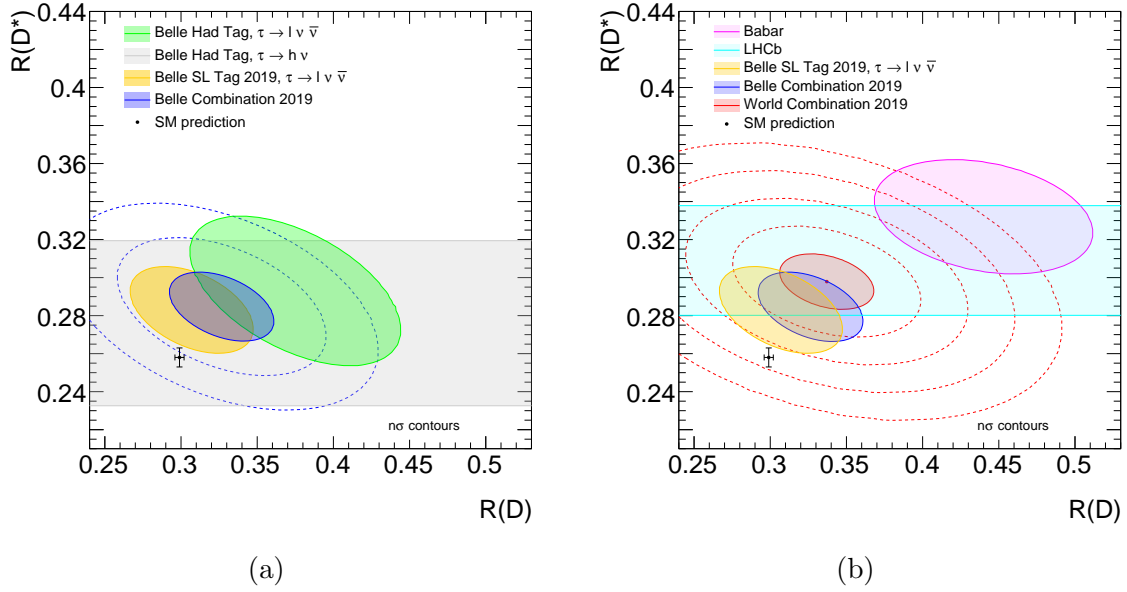 R(D*)
0.44
0.4
0.36
0.32
0.28
0.24
Belle Had Tag, τ → l ν ν̅
Belle Had Tag, τ → h ν
Belle SL Tag 2019, τ → l ν ν̅
Belle Combination 2019
SM prediction
nσ contours
0.25 0.3 0.35 0.4 0.45 0.5
R(D)
(a)
R(D*)
0.44
0.4
0.36
0.32
0.28
0.24
Babar
LHCb
Belle SL Tag 2019, τ → l ν ν̅
Belle Combination 2019
World Combination 2019
SM prediction
nσ contours
0.25 0.3 0.35 0.4 0.45 0.5
R(D)
(b)